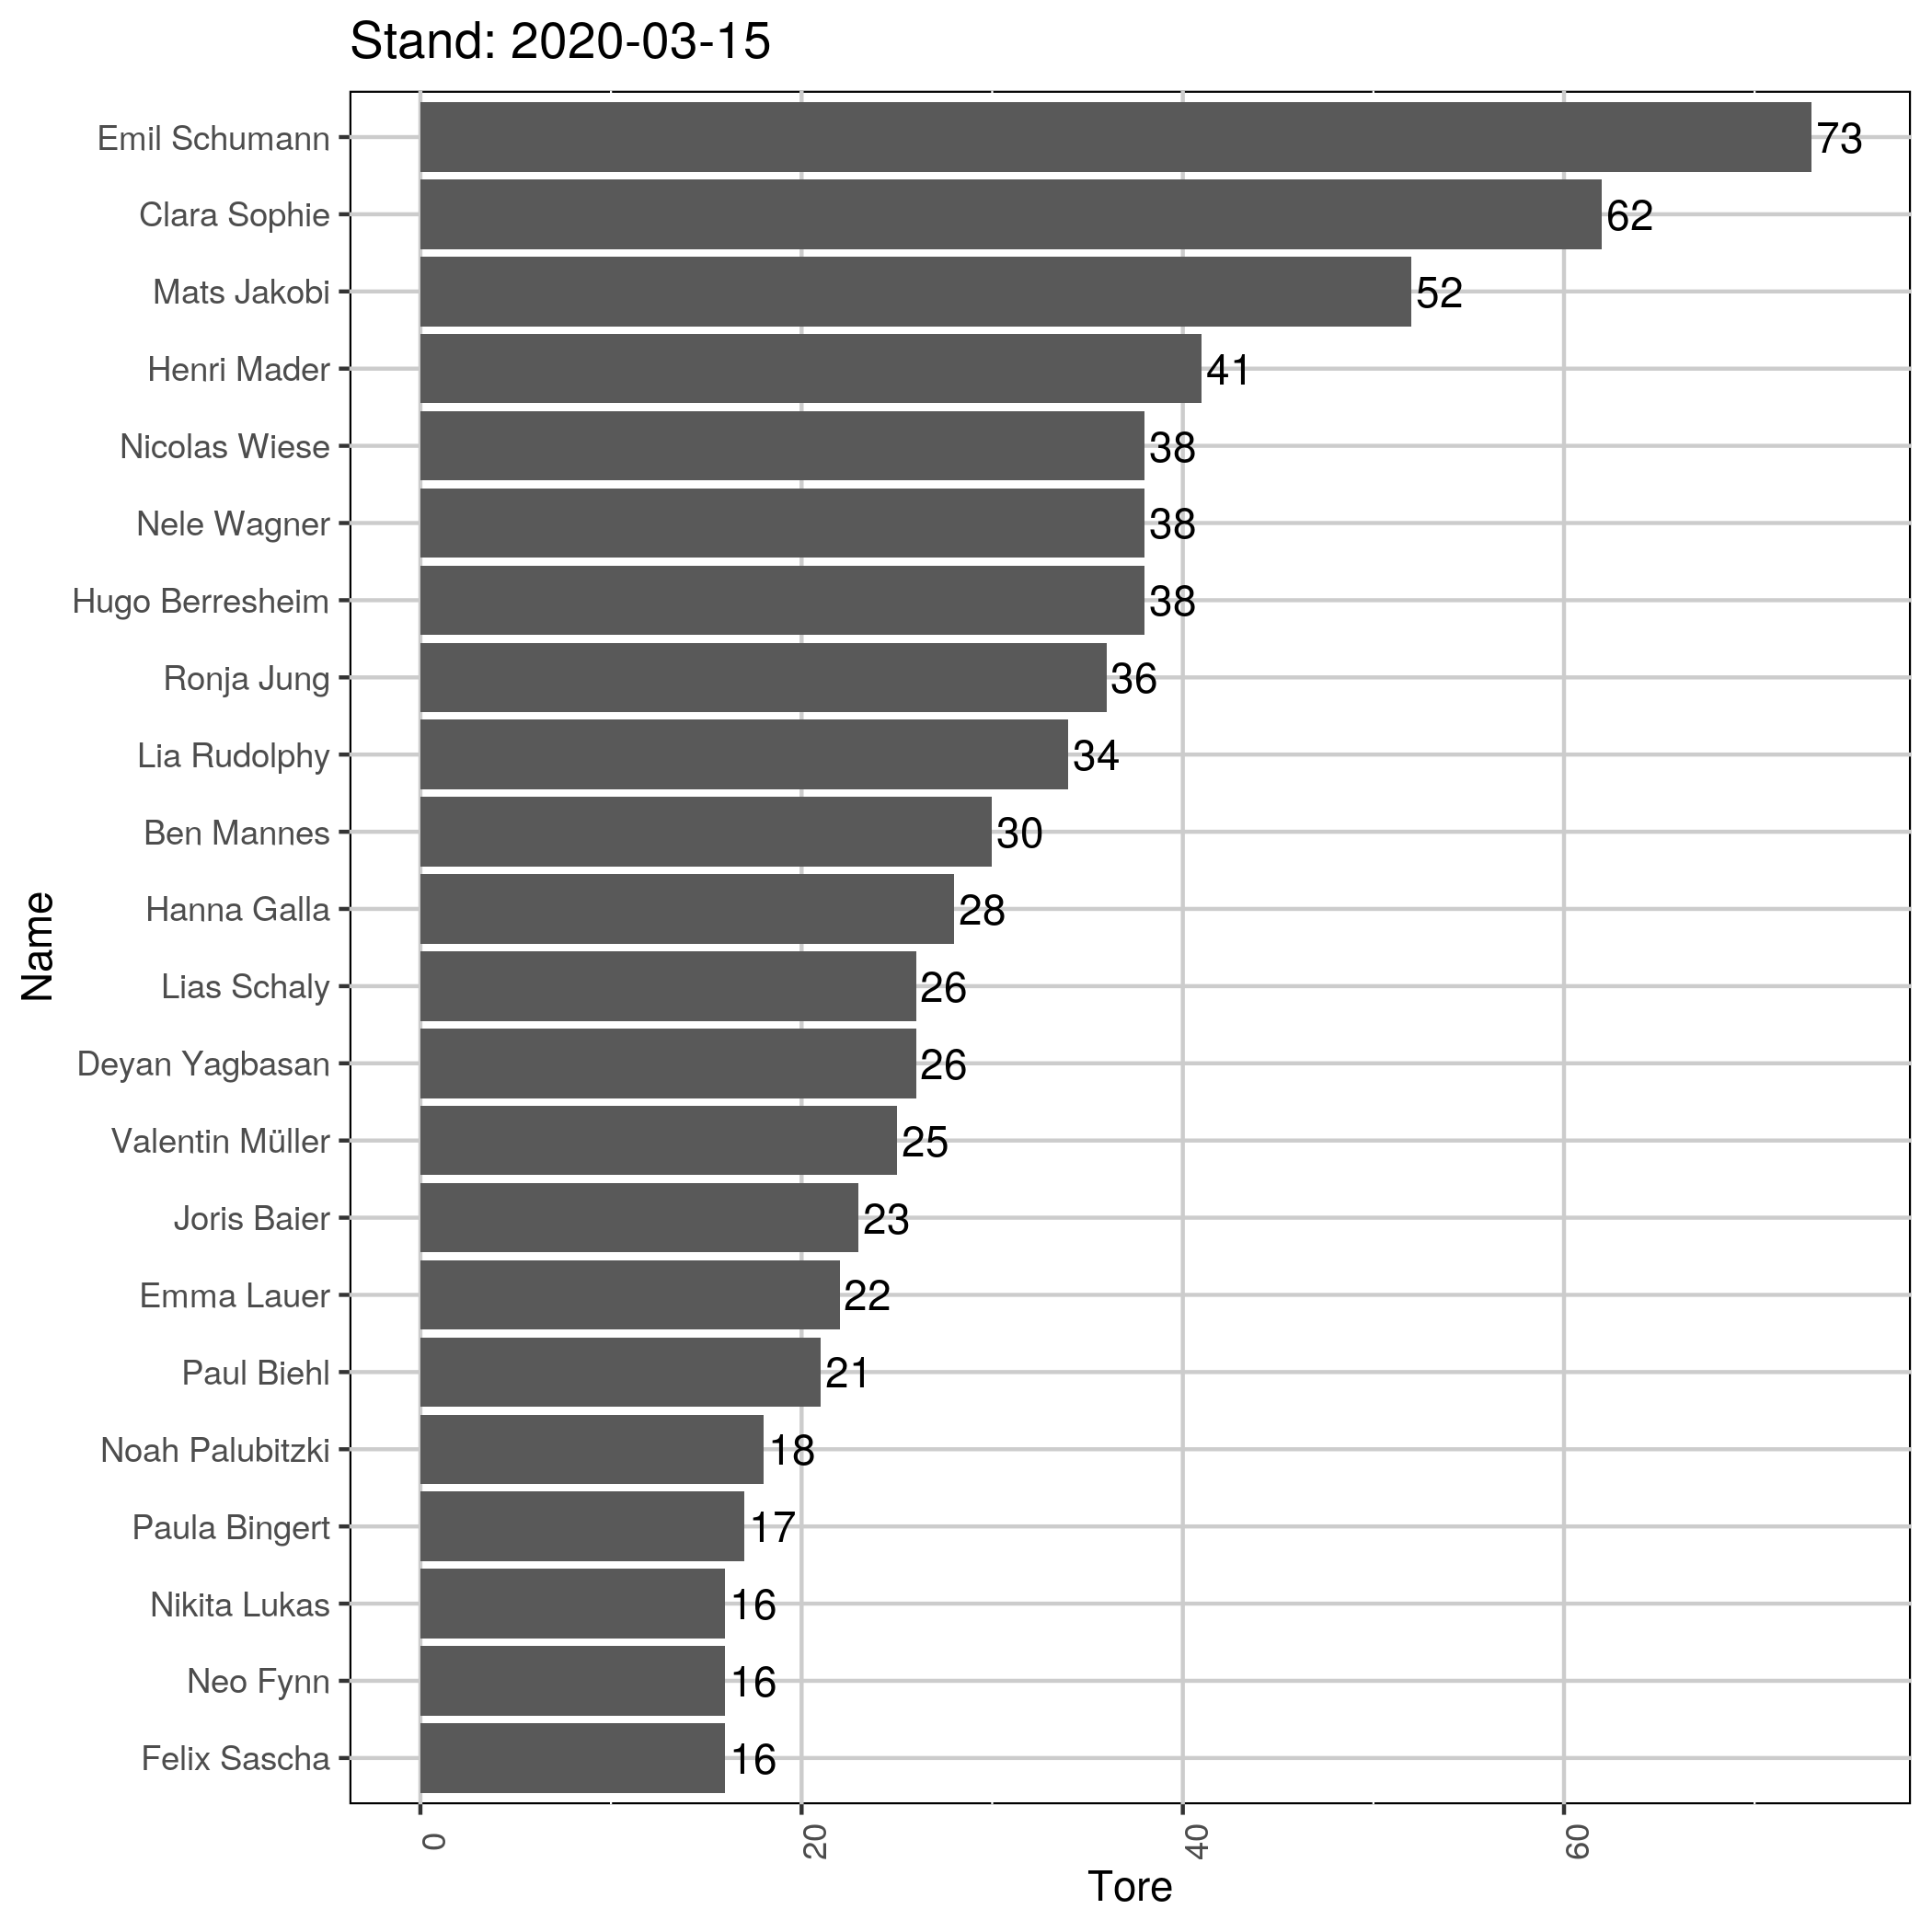 Stand: 2020-03-15
Emil Schumann 73
Clara Sophie 62
Mats Jakobi 52
Henri Mader 41
Nicolas Wiese 38
Nele Wagner 38
Hugo Berresheim 38
Ronja Jung 36
Lia Rudolphy 34
Ben Mannes 30
Hanna Galla 28
Lias Schaly 26
Deyan Yagbasan 26
Valentin Müller 25
Joris Baier 23
Emma Lauer 22
Paul Biehl 21
Noah Palubitzki 18
Paula Bingert 17
Nikita Lukas 16
Neo Fynn 16
Felix Sascha 16
Name
0 20 40 60
Tore